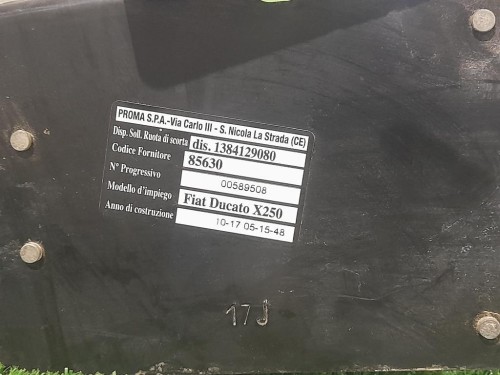 PROMA S.P.A.-Via Carlo III - S. Nicola La Strada (CE)
Disp. Soll. Ruota di scorta dis. 1384129080
Codice Fornitore 85630
N° Progressivo 00589508
Modello d'impiego Fiat Ducato X250
Anno di costruzione 10-17 05-15-48
17J